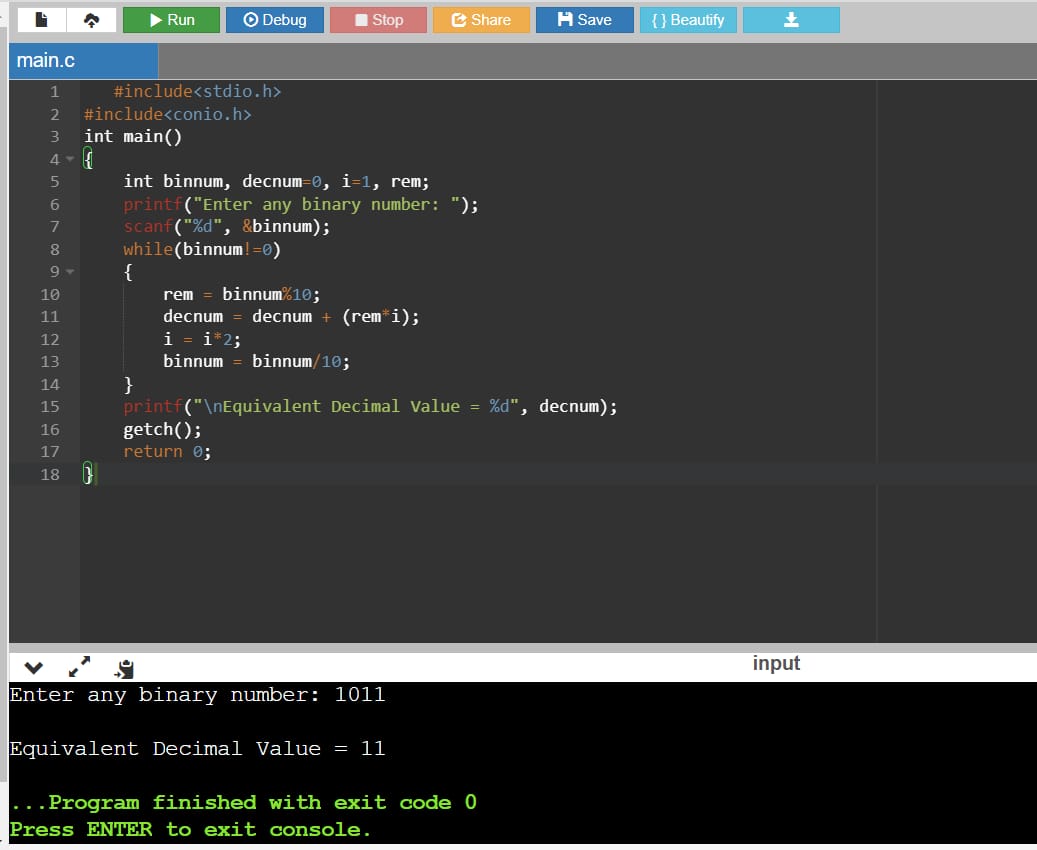 Run Debug Stop Share Save { } Beautify
main.c
1 #include<stdio.h>
2 #include<conio.h>
3 int main()
4 {
5 int binnum, decnum=0, i=1, rem;
6 printf("Enter any binary number: ");
7 scanf("%d", &binnum);
8 while(binnum!=0)
9 {
10 rem = binnum%10;
11 decnum = decnum + (rem*i);
12 i = i*2;
13 binnum = binnum/10;
14 }
15 printf("\nEquivalent Decimal Value = %d", decnum);
16 getch();
17 return 0;
18 }
input
Enter any binary number: 1011
Equivalent Decimal Value = 11
...Program finished with exit code 0
Press ENTER to exit console.